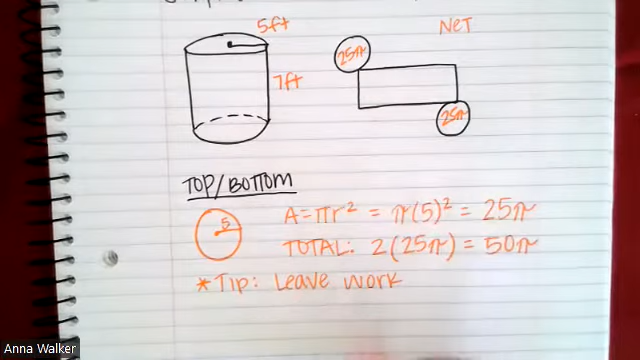 5ft
NET
25π
7ft
25π
TOP/BOTTOM
5
A=πr² = π(5)² = 25π
TOTAL: 2(25π) = 50π
*Tip: Leave work
Anna Walker